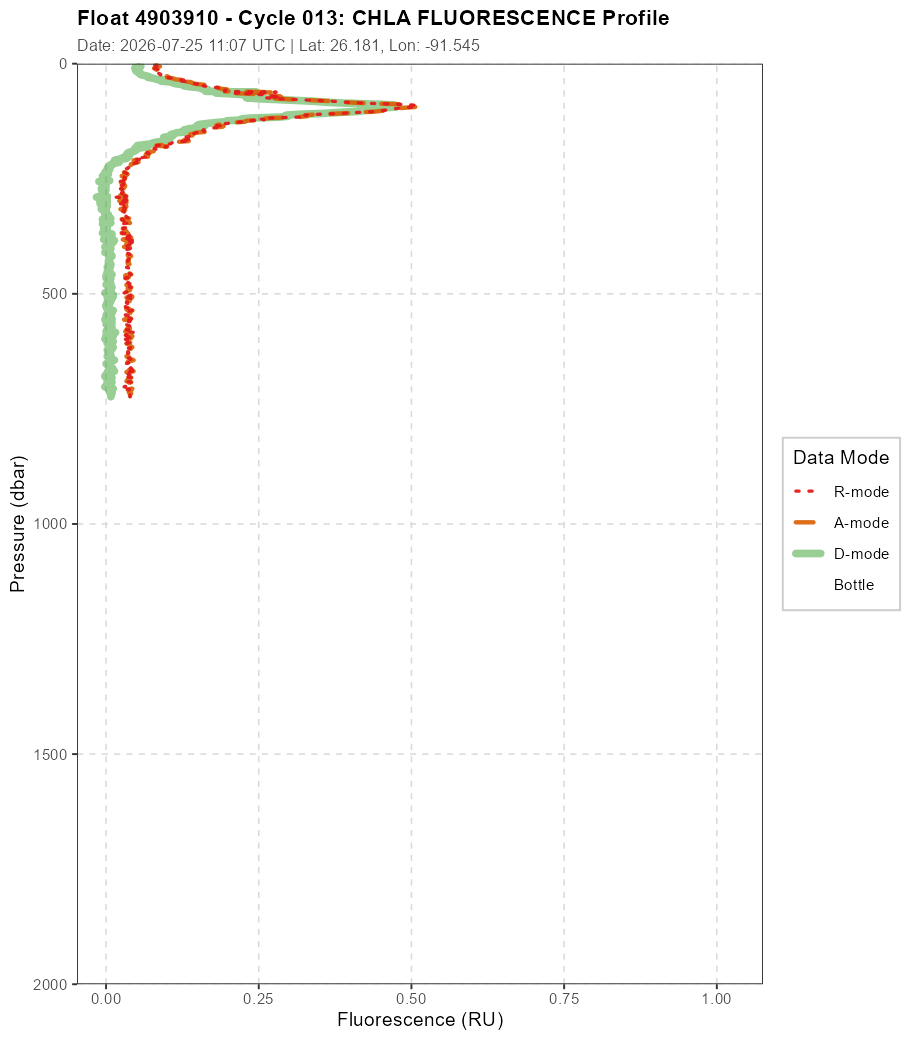 Float 4903910 - Cycle 013: CHLA FLUORESCENCE Profile
Date: 2026-07-25 11:07 UTC | Lat: 26.181, Lon: -91.545
0
500
1000
1500
2000
Pressure (dbar)
0.00 0.25 0.50 0.75 1.00
Fluorescence (RU)
Data Mode
R-mode
A-mode
D-mode
Bottle